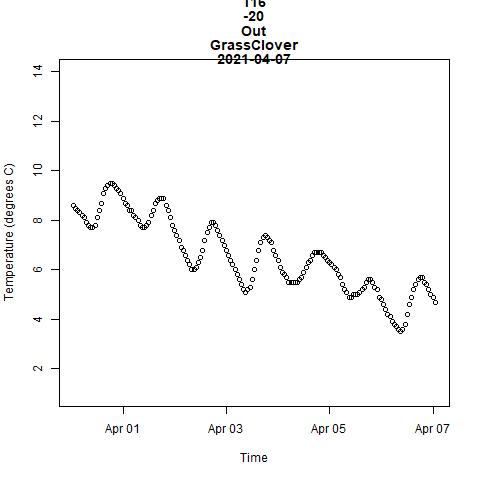 T16
-20
Out
GrassClover
2021-04-07
14
12
10
8
6
4
2
Temperature (degrees C)
Apr 01
Apr 03
Apr 05
Apr 07
Time